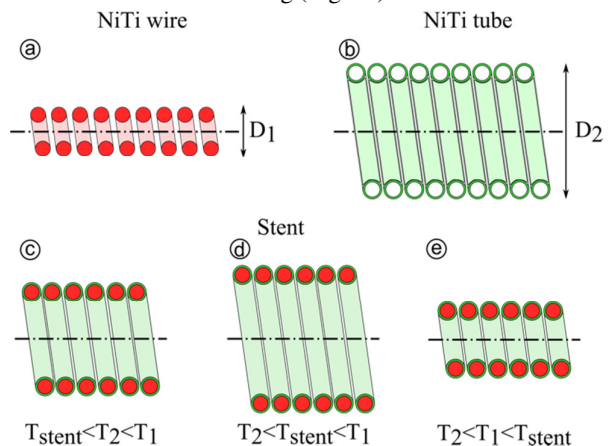 NiTi wire
NiTi tube
a
b
D1
D2
Stent
c
d
e
Tstent<T2<T1
T2<Tstent<T1
T2<T1<Tstent